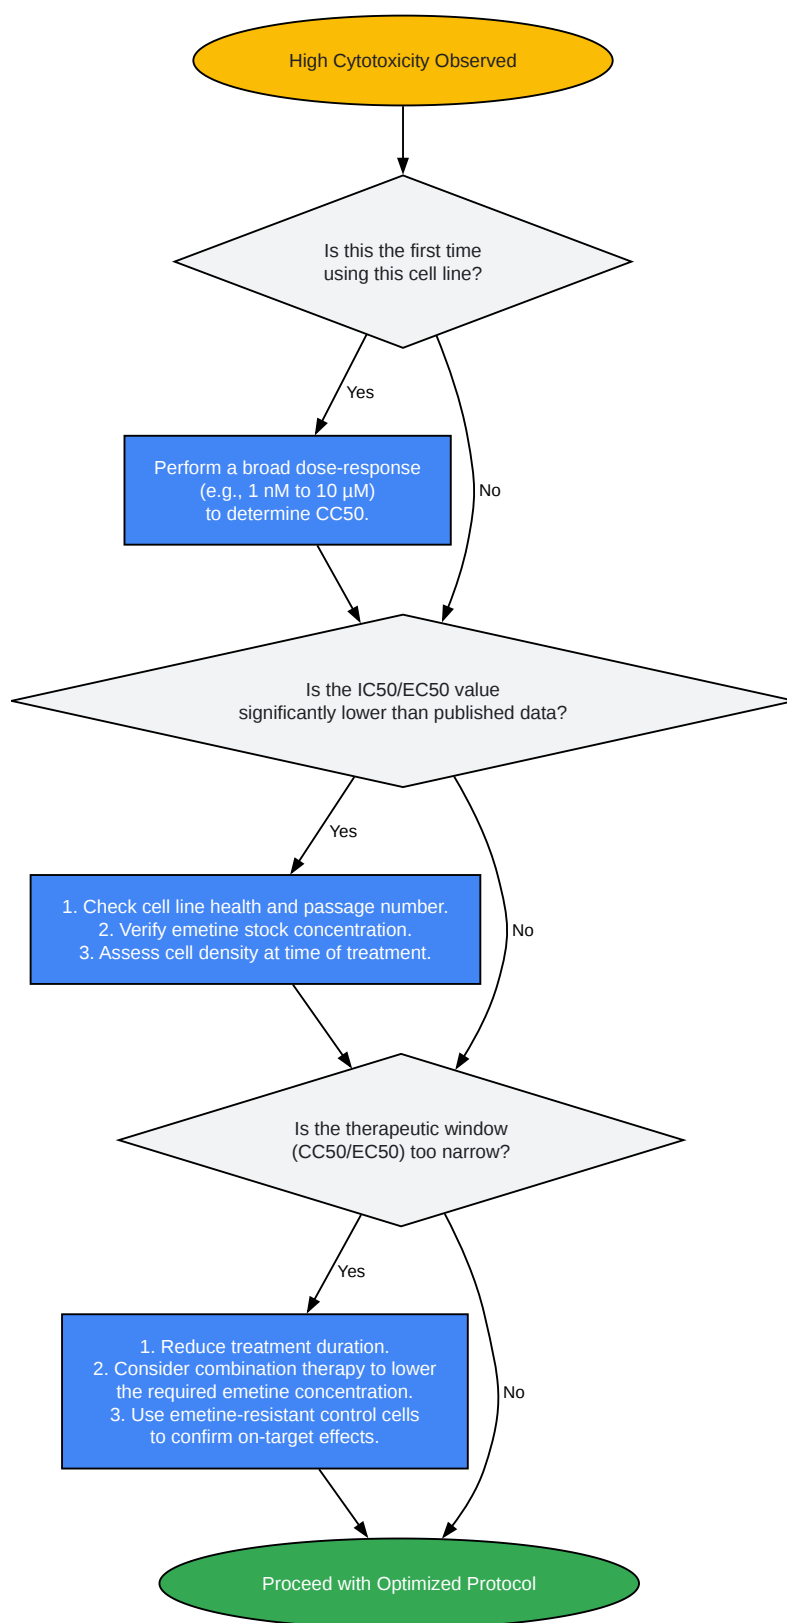 High Cytotoxicity Observed
Is this the first time
using this cell line?
Yes
No
Perform a broad dose-response
(e.g., 1 nM to 10 µM)
to determine CC50.
Is the IC50/EC50 value
significantly lower than published data?
Yes
No
1. Check cell line health and passage number.
2. Verify emetine stock concentration.
3. Assess cell density at time of treatment.
Is the therapeutic window
(CC50/EC50) too narrow?
Yes
No
1. Reduce treatment duration.
2. Consider combination therapy to lower
the required emetine concentration.
3. Use emetine-resistant control cells
to confirm on-target effects.
Proceed with Optimized Protocol